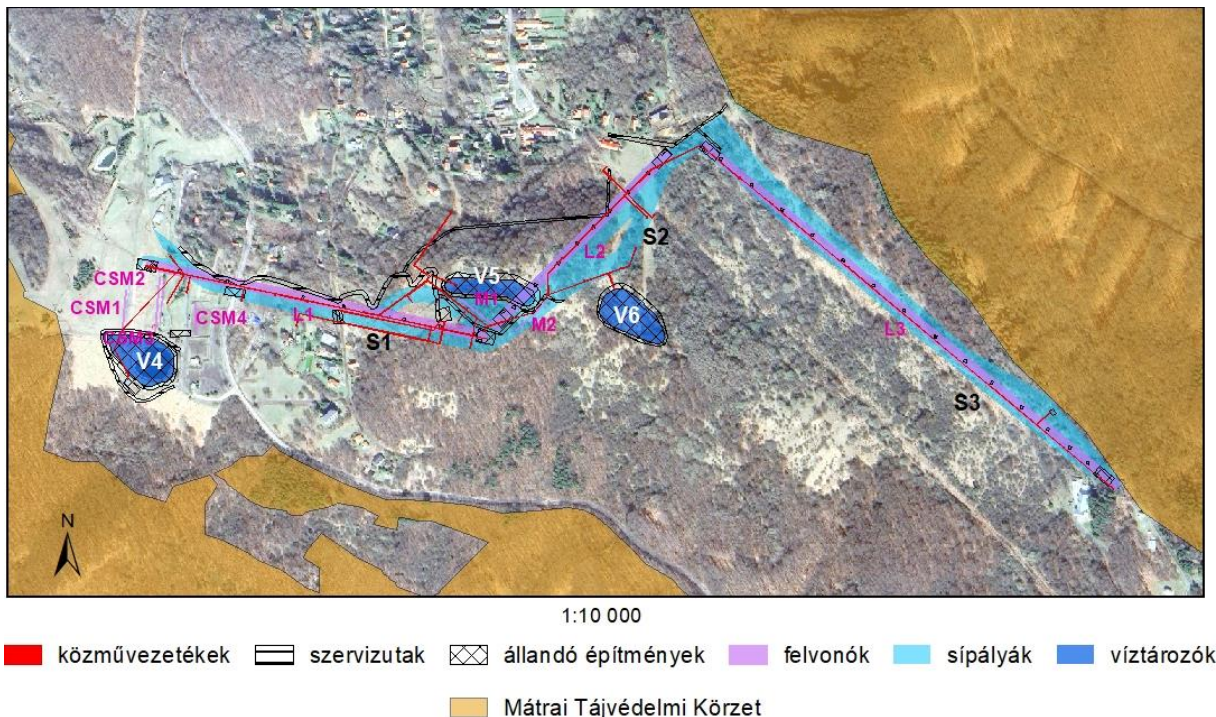 S2
L2
CSM2
V5
CSM1
M1
V6
CSM4
L1
M2
L3
CSM3
S1
V4
S3
N
1:10 000
közművezetékek szervizutak állandó építmények felvonók sípályák víztározók
Mátrai Tájvédelmi Körzet